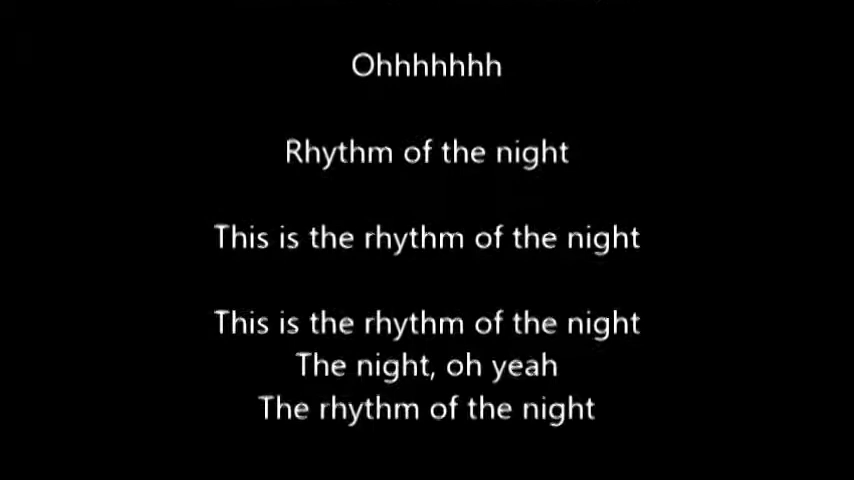 Ohhhhhhh
Rhythm of the night
This is the rhythm of the night
This is the rhythm of the night
The night, oh yeah
The rhythm of the night